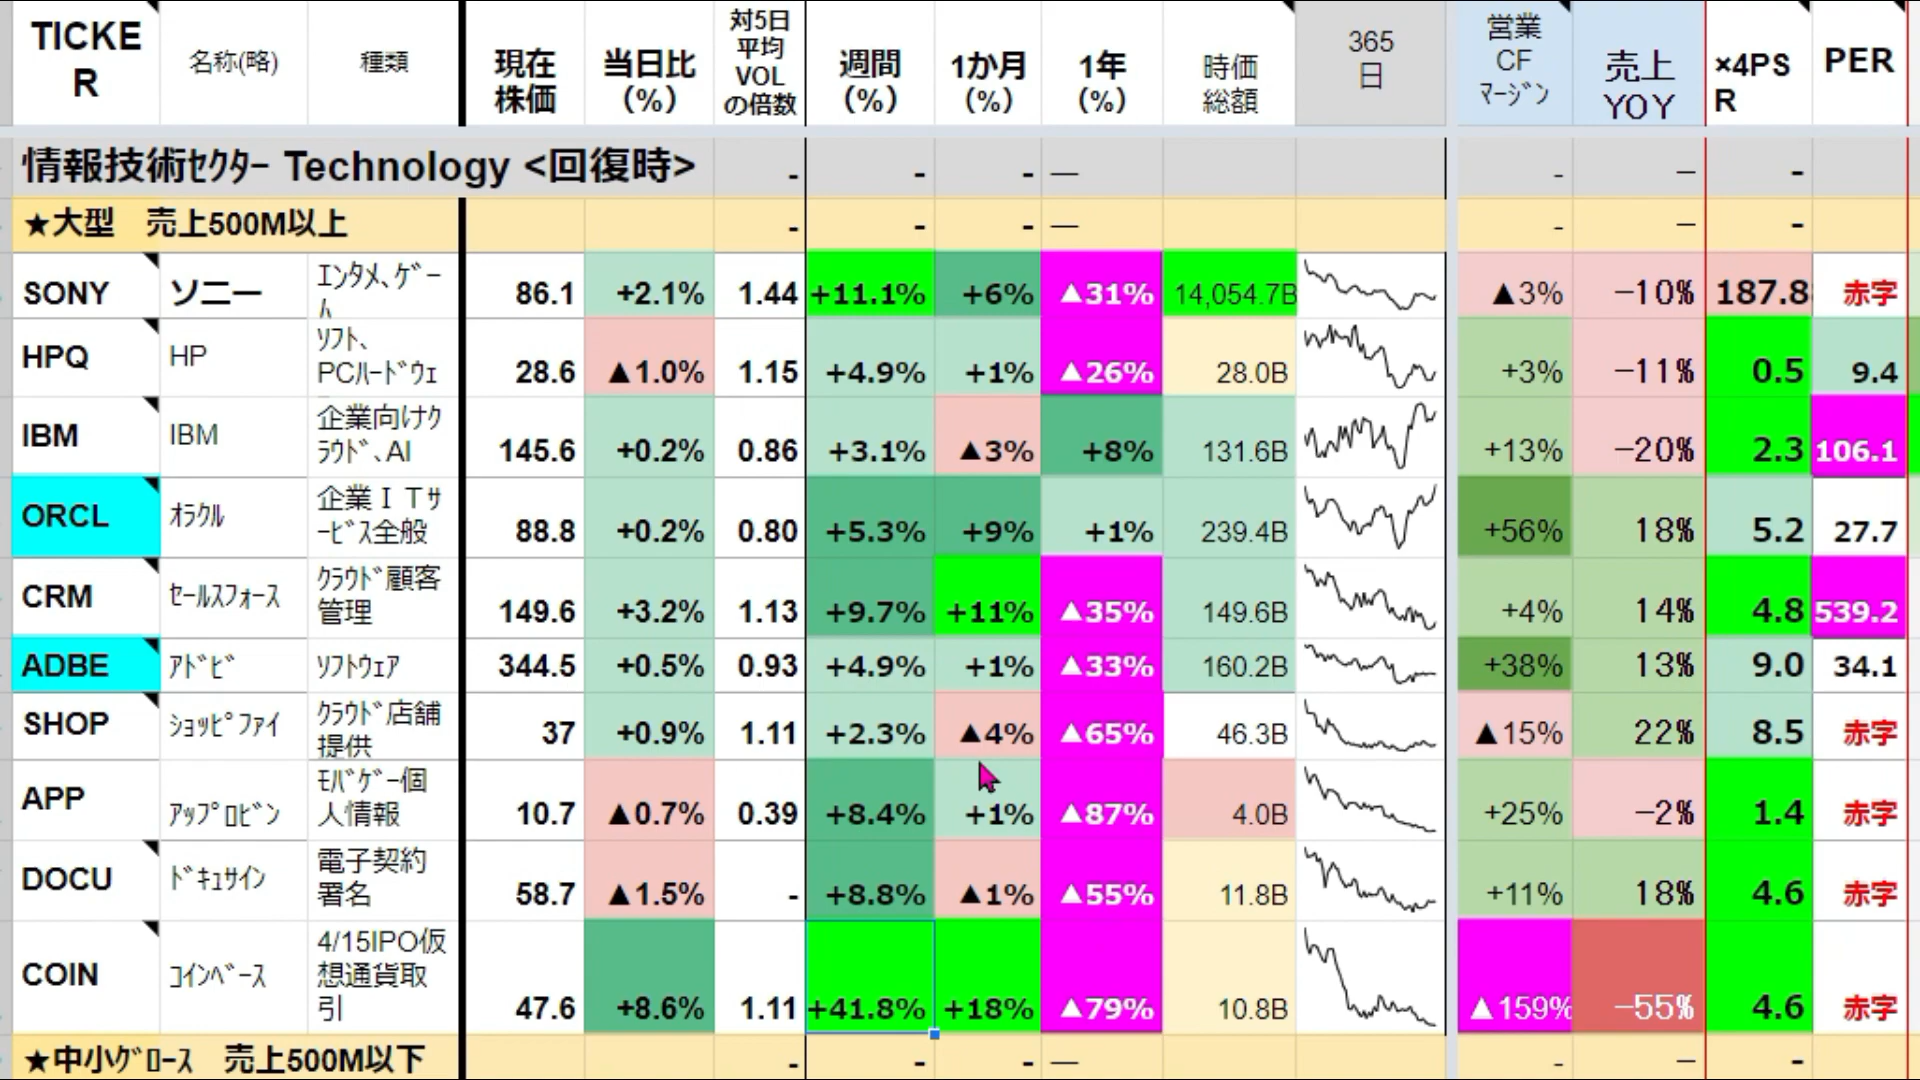 TICKE
R
名称(略)
種類
現在
株価
当日比
(%)
対5日
平均
VOL
の倍数
週間
(%)
1か月
(%)
1年
(%)
時価
総額
365
日
営業
CF
ﾏｰｼﾞﾝ
売上
YOY
×4PS
R
PER
情報技術ｾｸﾀｰ Technology <回復時> - - - — - — -
★大型 売上500M以上 - - - — - — -
SONY ソニー ｴﾝﾀﾒ､ｹﾞｰ
ﾑ
86.1 +2.1% 1.44 +11.1% +6% ▲31% 14,054.7B ▲3% −10% 187.8 赤字
HPQ HP ｿﾌﾄ、
PCﾊｰﾄﾞｳｪ
28.6 ▲1.0% 1.15 +4.9% +1% ▲26% 28.0B +3% −11% 0.5 9.4
IBM IBM 企業向けｸ
ﾗｳﾄﾞ､AI
145.6 +0.2% 0.86 +3.1% ▲3% +8% 131.6B +13% −20% 2.3 106.1
ORCL ｵﾗｸﾙ 企業ＩＴｻ
ｰﾋﾞｽ全般
88.8 +0.2% 0.80 +5.3% +9% +1% 239.4B +56% 18% 5.2 27.7
CRM ｾｰﾙｽﾌｫｰｽ ｸﾗｳﾄﾞ顧客
管理
149.6 +3.2% 1.13 +9.7% +11% ▲35% 149.6B +4% 14% 4.8 539.2
ADBE ｱﾄﾞﾋﾞ ｿﾌﾄｳｪｱ 344.5 +0.5% 0.93 +4.9% +1% ▲33% 160.2B +38% 13% 9.0 34.1
SHOP ｼｮｯﾋﾟﾌｧｲ ｸﾗｳﾄﾞ店舗
提供
37 +0.9% 1.11 +2.3% ▲4% ▲65% 46.3B ▲15% 22% 8.5 赤字
APP ｱｯﾌﾟﾛﾋﾞﾝ ﾓﾊﾞｹﾞｰ個
人情報
10.7 ▲0.7% 0.39 +8.4% +1% ▲87% 4.0B +25% −2% 1.4 赤字
DOCU ﾄﾞｷｭｻｲﾝ 電子契約
署名
58.7 ▲1.5% - +8.8% ▲1% ▲55% 11.8B +11% 18% 4.6 赤字
COIN ｺｲﾝﾍﾞｰｽ 4/15IPO仮
想通貨取
引
47.6 +8.6% 1.11 +41.8% +18% ▲79% 10.8B ▲159% −55% 4.6 赤字
★中小ｸﾞﾛｰｽ 売上500M以下 - - - — - — -